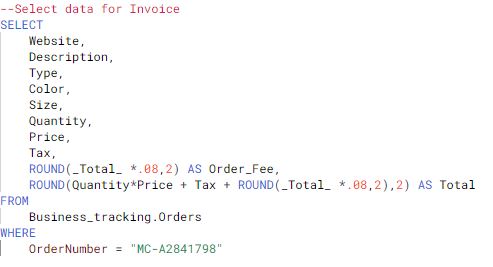 --Select data for Invoice
SELECT
Website,
Description,
Type,
Color,
Size,
Quantity,
Price,
Tax,
ROUND(_Total_ *.08,2) AS Order_Fee,
ROUND(Quantity*Price + Tax + ROUND(_Total_ *.08,2),2) AS Total
FROM
Business_tracking.Orders
WHERE
OrderNumber = "MC-A2841798"